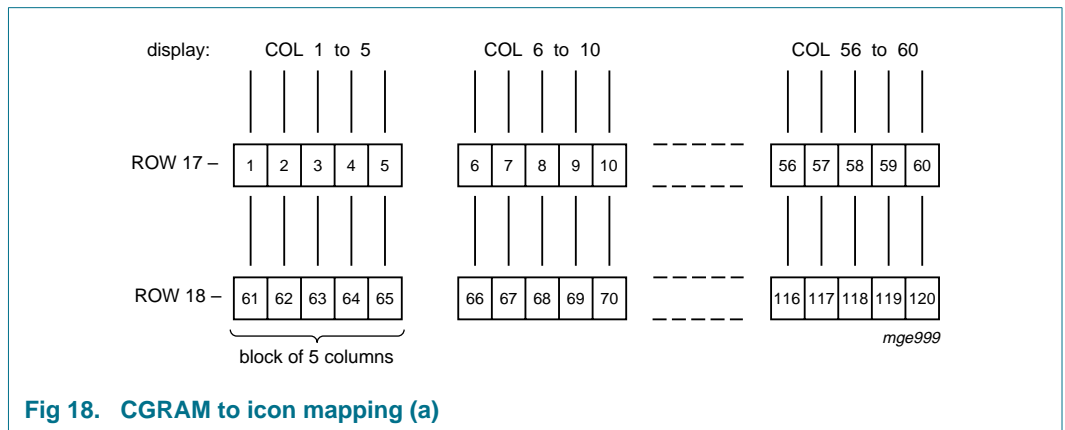 display: COL 1 to 5 COL 6 to 10 COL 56 to 60
ROW 17 – 1 2 3 4 5 6 7 8 9 10 56 57 58 59 60
ROW 18 – 61 62 63 64 65 66 67 68 69 70 116 117 118 119 120
mge999
block of 5 columns
Fig 18. CGRAM to icon mapping (a)